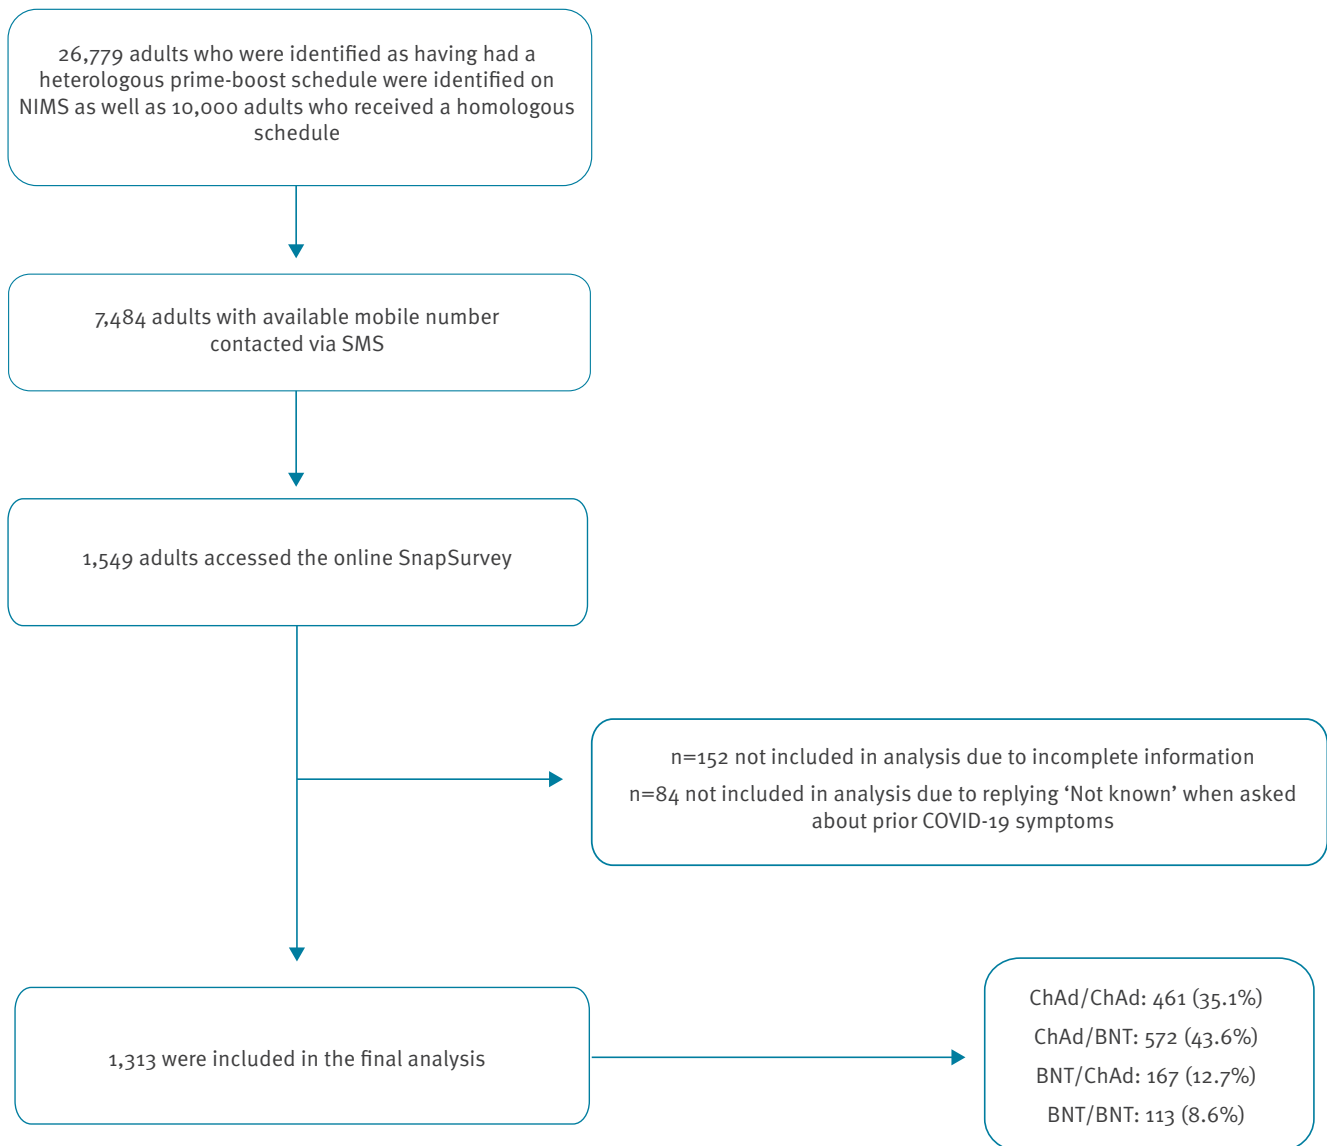 26,779 adults who were identified as having had a
heterologous prime-boost schedule were identified on
NIMS as well as 10,000 adults who received a homologous
schedule
7,484 adults with available mobile number
contacted via SMS
1,549 adults accessed the online SnapSurvey
n=152 not included in analysis due to incomplete information
n=84 not included in analysis due to replying ‘Not known’ when asked
about prior COVID-19 symptoms
1,313 were included in the final analysis
ChAd/ChAd: 461 (35.1%)
ChAd/BNT: 572 (43.6%)
BNT/ChAd: 167 (12.7%)
BNT/BNT: 113 (8.6%)